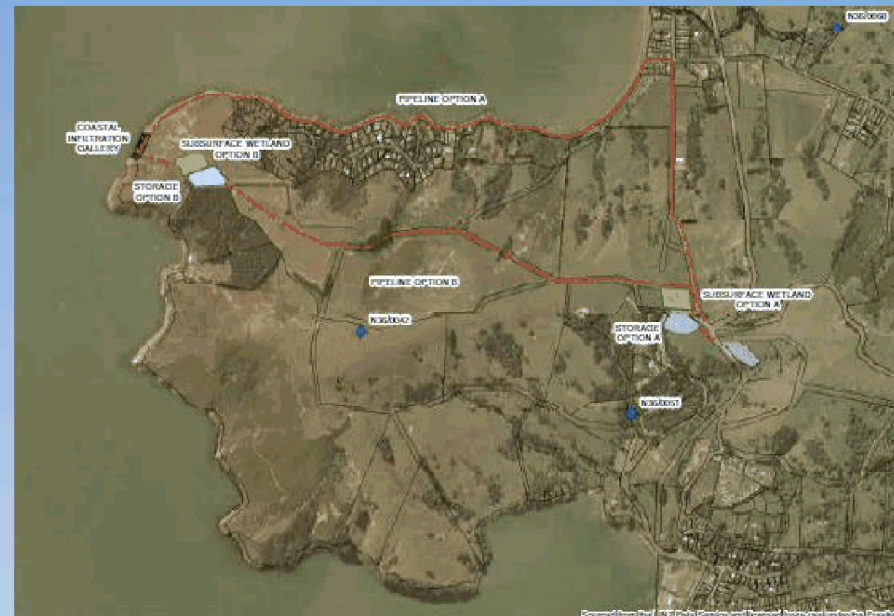 N36/0060
PIPELINE OPTION A
COASTAL
INFILTRATION
GALLERY
SUBSURFACE WETLAND
OPTION B
STORAGE
OPTION B
PIPELINE OPTION B
SUBSURFACE WETLAND
OPTION A
N36/0042
STORAGE
OPTION A
N36/0051